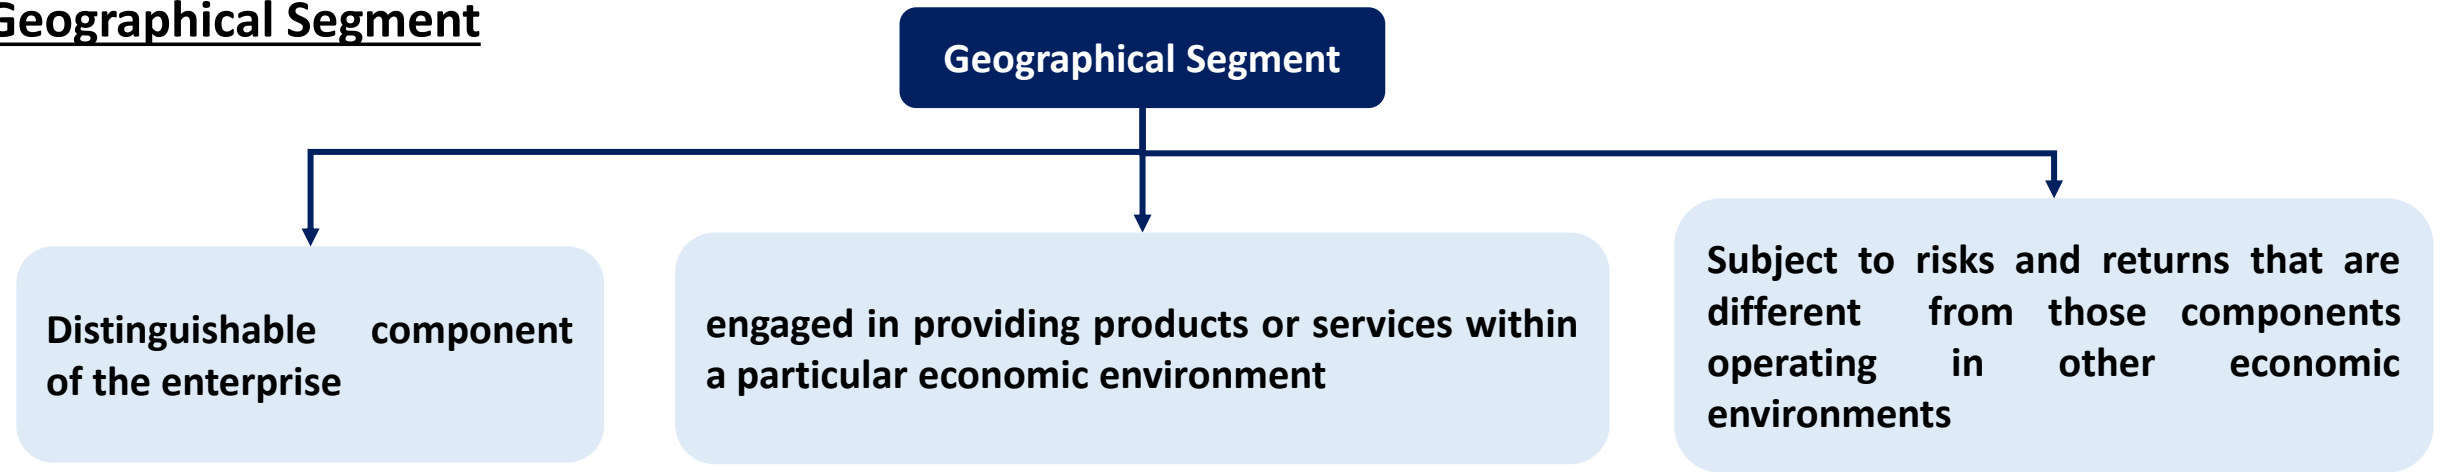 Geographical Segment
Geographical Segment
Distinguishable component
of the enterprise
engaged in providing products or services within
a particular economic environment
Subject to risks and returns that are
different from those components
operating in other economic
environments